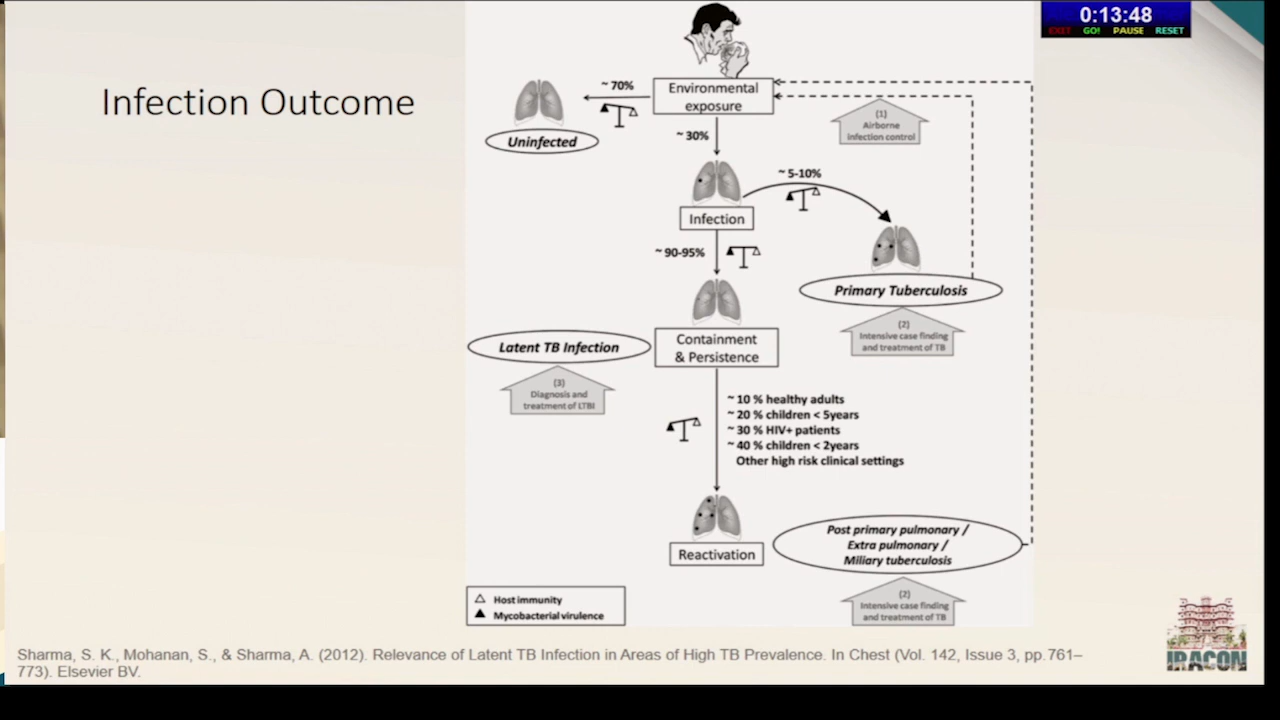 0:13:48
EXIT GO! PAUSE RESET
Infection Outcome
~ 70%
Environmental
exposure
Uninfected
(1)
Airborne
infection control
~ 30%
~ 5-10%
Infection
~ 90-95%
Primary Tuberculosis
(2)
Intensive case finding
and treatment of TB
Latent TB Infection
Containment
& Persistence
(3)
Diagnosis and
treatment of LTBI
~ 10 % healthy adults
~ 20 % children < 5years
~ 30 % HIV+ patients
~ 40 % children < 2years
Other high risk clinical settings
Reactivation
Post primary pulmonary /
Extra pulmonary /
Miliary tuberculosis
(2)
Intensive case finding
and treatment of TB
Host immunity
Mycobacterial virulence
Sharma, S. K., Mohanan, S., & Sharma, A. (2012). Relevance of Latent TB Infection in Areas of High TB Prevalence. In Chest (Vol. 142, Issue 3, pp.761–
773). Elsevier BV.
IRACON